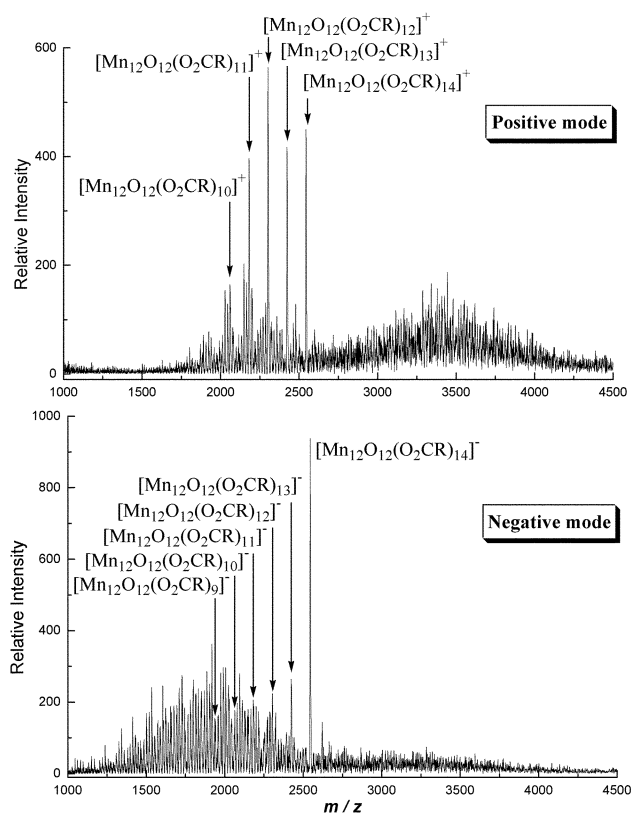 [Mn₁₂O₁₂(O₂CR)₁₂]⁺
[Mn₁₂O₁₂(O₂CR)₁₃]⁺
[Mn₁₂O₁₂(O₂CR)₁₁]⁺
[Mn₁₂O₁₂(O₂CR)₁₄]⁺
[Mn₁₂O₁₂(O₂CR)₁₀]⁺
Positive mode
Relative Intensity
600
400
200
0
1000 1500 2000 2500 3000 3500 4000 4500
1000
800
600
400
200
0
Relative Intensity
[Mn₁₂O₁₂(O₂CR)₁₄]⁻
[Mn₁₂O₁₂(O₂CR)₁₃]⁻
[Mn₁₂O₁₂(O₂CR)₁₂]⁻
[Mn₁₂O₁₂(O₂CR)₁₁]⁻
[Mn₁₂O₁₂(O₂CR)₁₀]⁻
[Mn₁₂O₁₂(O₂CR)₉]⁻
Negative mode
1000 1500 2000 2500 3000 3500 4000 4500
m / z